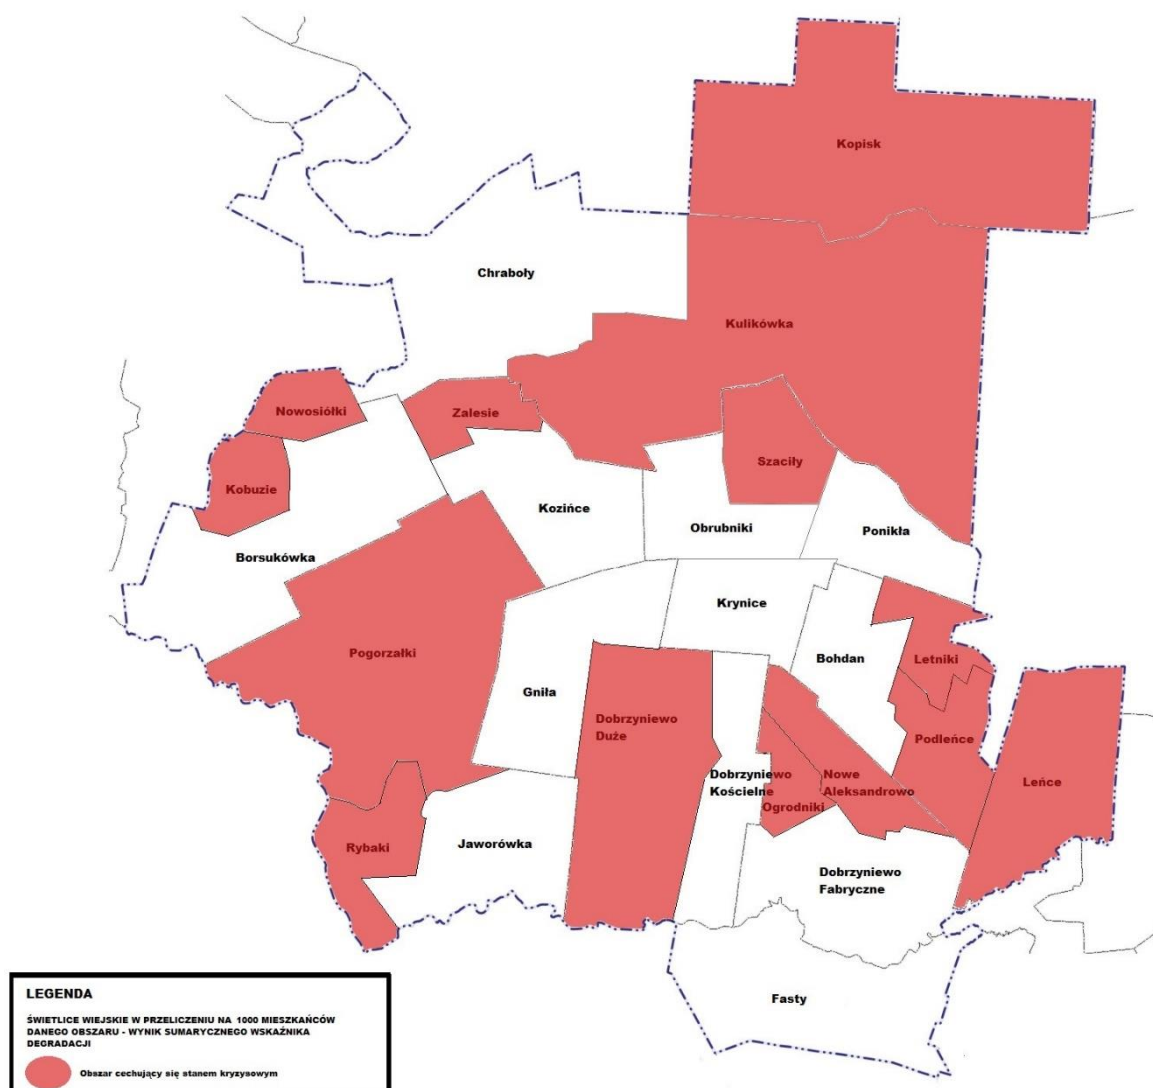 Kopisk
Chraboły
Kulikówka
Nowosiółki
Zalesie
Szaciły
Kobuzie
Kozińce
Obrubniki
Ponikła
Borsukówka
Krynice
Pogorzałki
Bohdan
Letniki
Gniła
Dobrzyniewo
Duże
Podleńce
Dobrzyniewo
Kościelne
Nowe
Aleksandrowo
Leńce
Ogrodniki
Rybaki
Jaworówka
Dobrzyniewo
Fabryczne
Fasty
LEGENDA
ŚWIETLICE WIEJSKIE W PRZELICZENIU NA 1000 MIESZKAŃCÓW
DANEGO OBSZARU - WYNIK SUMARYCZNEGO WSKAŹNIKA
DEGRADACJI
Obszar cechujący się stanem kryzysowym